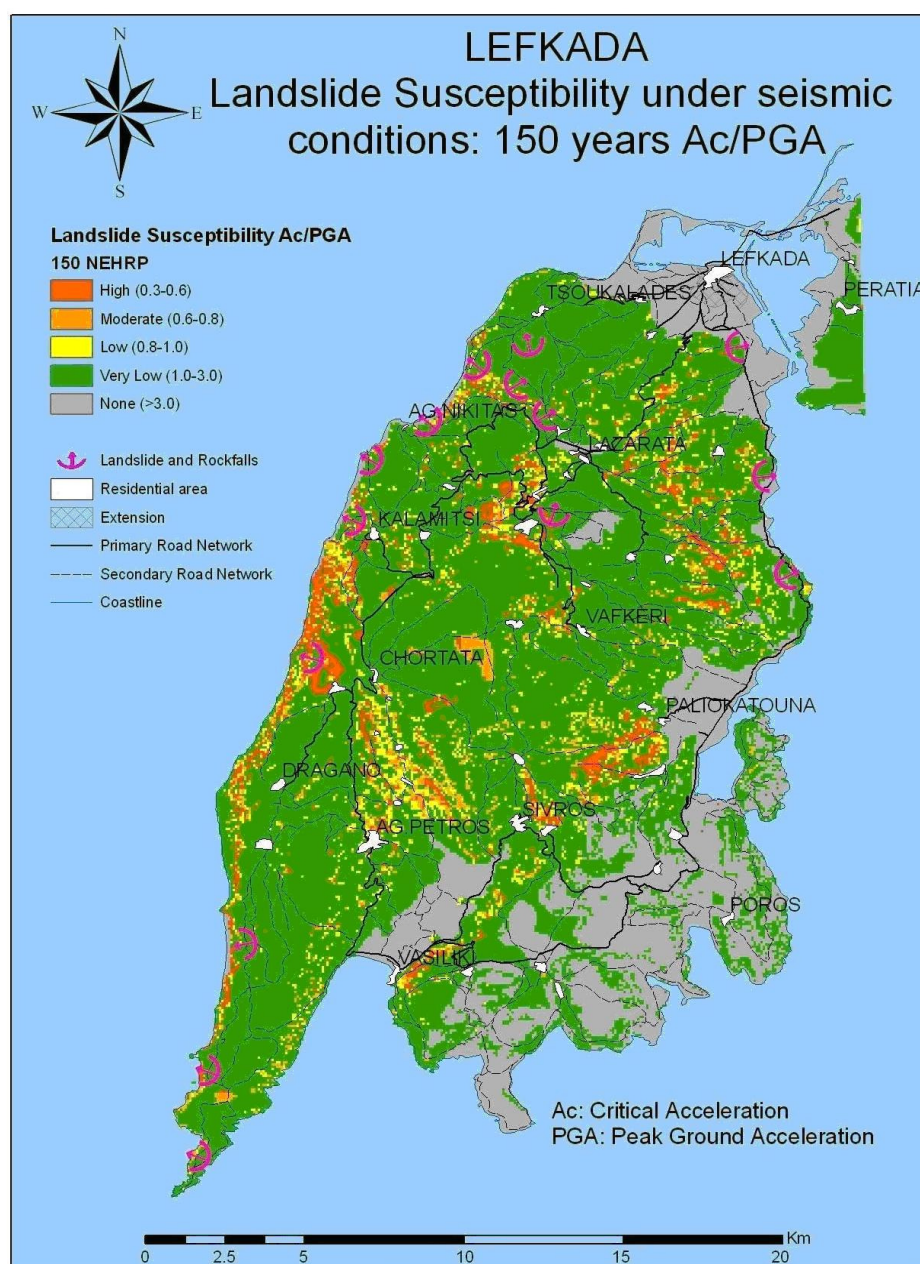 LEFKADA
Landslide Susceptibility under seismic
conditions: 150 years Ac/PGA
N
W
E
S
Landslide Susceptibility Ac/PGA
150 NEHRP
High (0.3-0.6)
Moderate (0.6-0.8)
Low (0.8-1.0)
Very Low (1.0-3.0)
None (>3.0)
Landslide and Rockfalls
Residential area
Extension
Primary Road Network
Secondary Road Network
Coastline
LEFKADA
TSOUKALADES
PERATIA
AG NIKITAS
LAZARATA
KALAMITSI
VAFKERI
CHORTATA
PALIOKATOUNA
DRAGANO
SIVROS
AG PETROS
POROS
VASILIKI
Ac: Critical Acceleration
PGA: Peak Ground Acceleration
0 2.5 5 10 15 20 Km